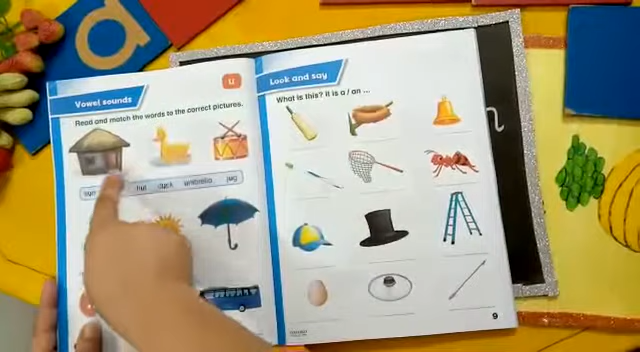 Vowel sounds
u
Read and match the words to the correct pictures.
hut duck umbrella jug
Look and say
What is this? It is a / an ...
9
a